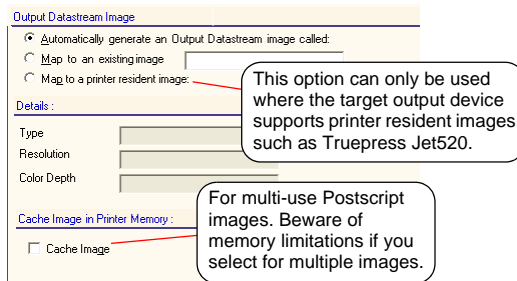 Output Datastream Image
Automatically generate an Output Datastream image called:
Map to an existing image
Map to a printer resident image:
This option can only be used
where the target output device
supports printer resident images
such as Truepress Jet520.
Details :
Type
Resolution
Color Depth
For multi-use Postscript
images. Beware of
memory limitations if you
select for multiple images.
Cache Image in Printer Memory :
Cache Image